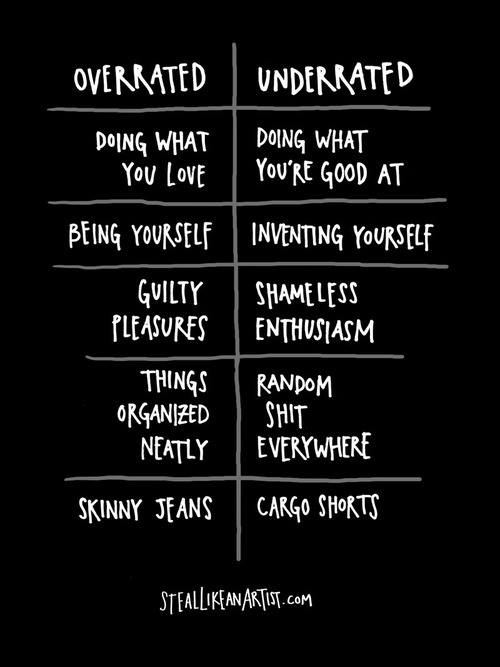 OVERRATED UNDERRATED
DOING WHAT
YOU LOVE
DOING WHAT
YOU'RE GOOD AT
BEING YOURSELF
INVENTING YOURSELF
GUILTY
PLEASURES
SHAMELESS
ENTHUSIASM
THINGS
ORGANIZED
NEATLY
RANDOM
SHIT
EVERYWHERE
SKINNY JEANS
CARGO SHORTS
STEALLIKEANARTIST.COM